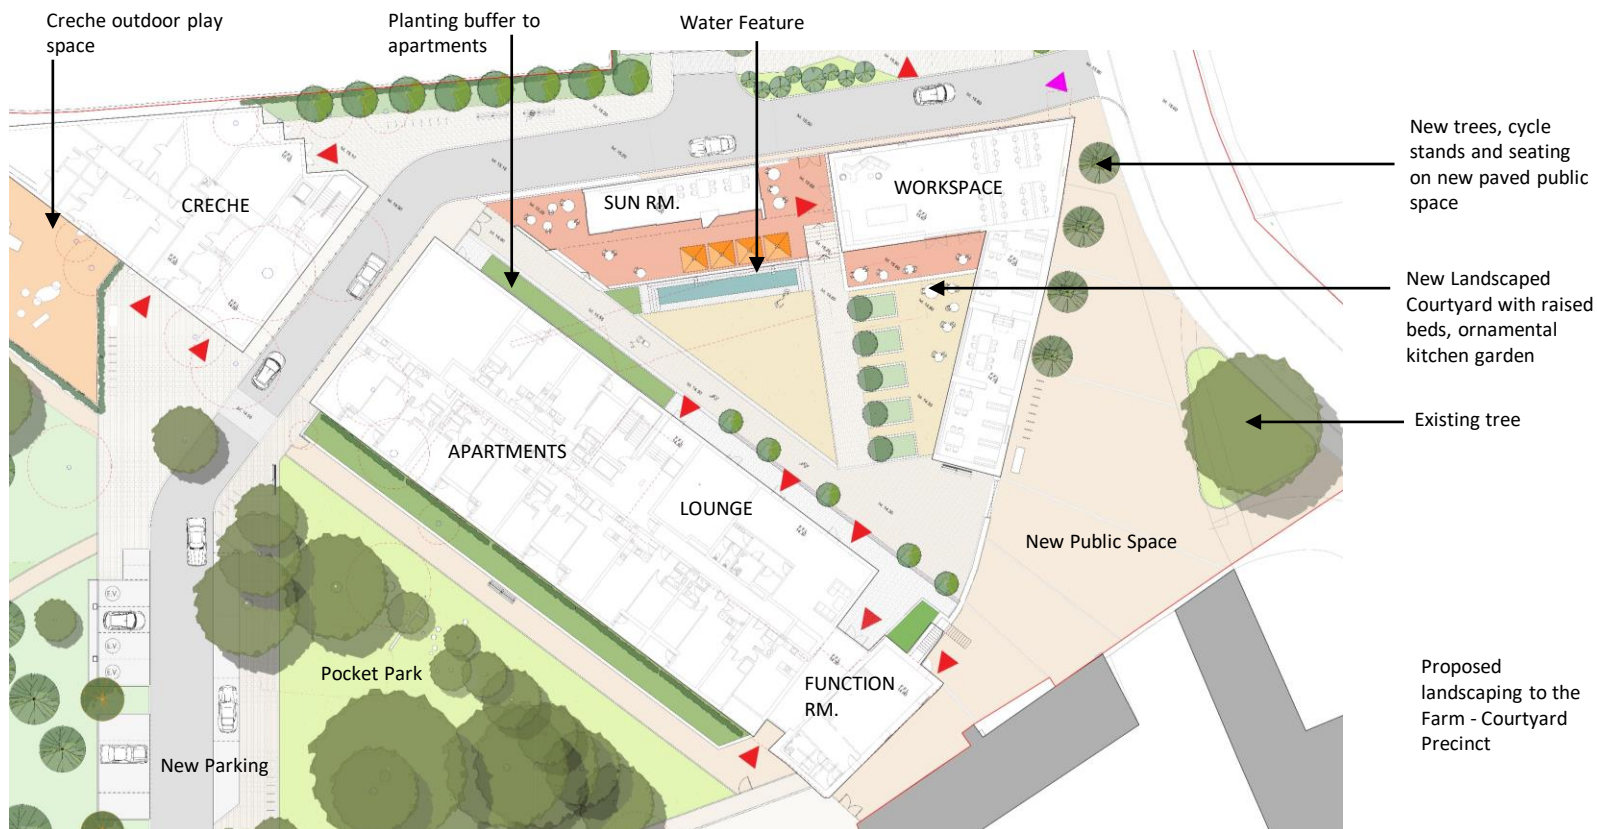 Creche outdoor play
space
Planting buffer to
apartments
Water Feature
New trees, cycle
stands and seating
on new paved public
space
CRECHE
SUN RM.
WORKSPACE
New Landscaped
Courtyard with raised
beds, ornamental
kitchen garden
Existing tree
APARTMENTS
LOUNGE
New Public Space
Pocket Park
FUNCTION
RM.
New Parking
Proposed
landscaping to the
Farm - Courtyard
Precinct